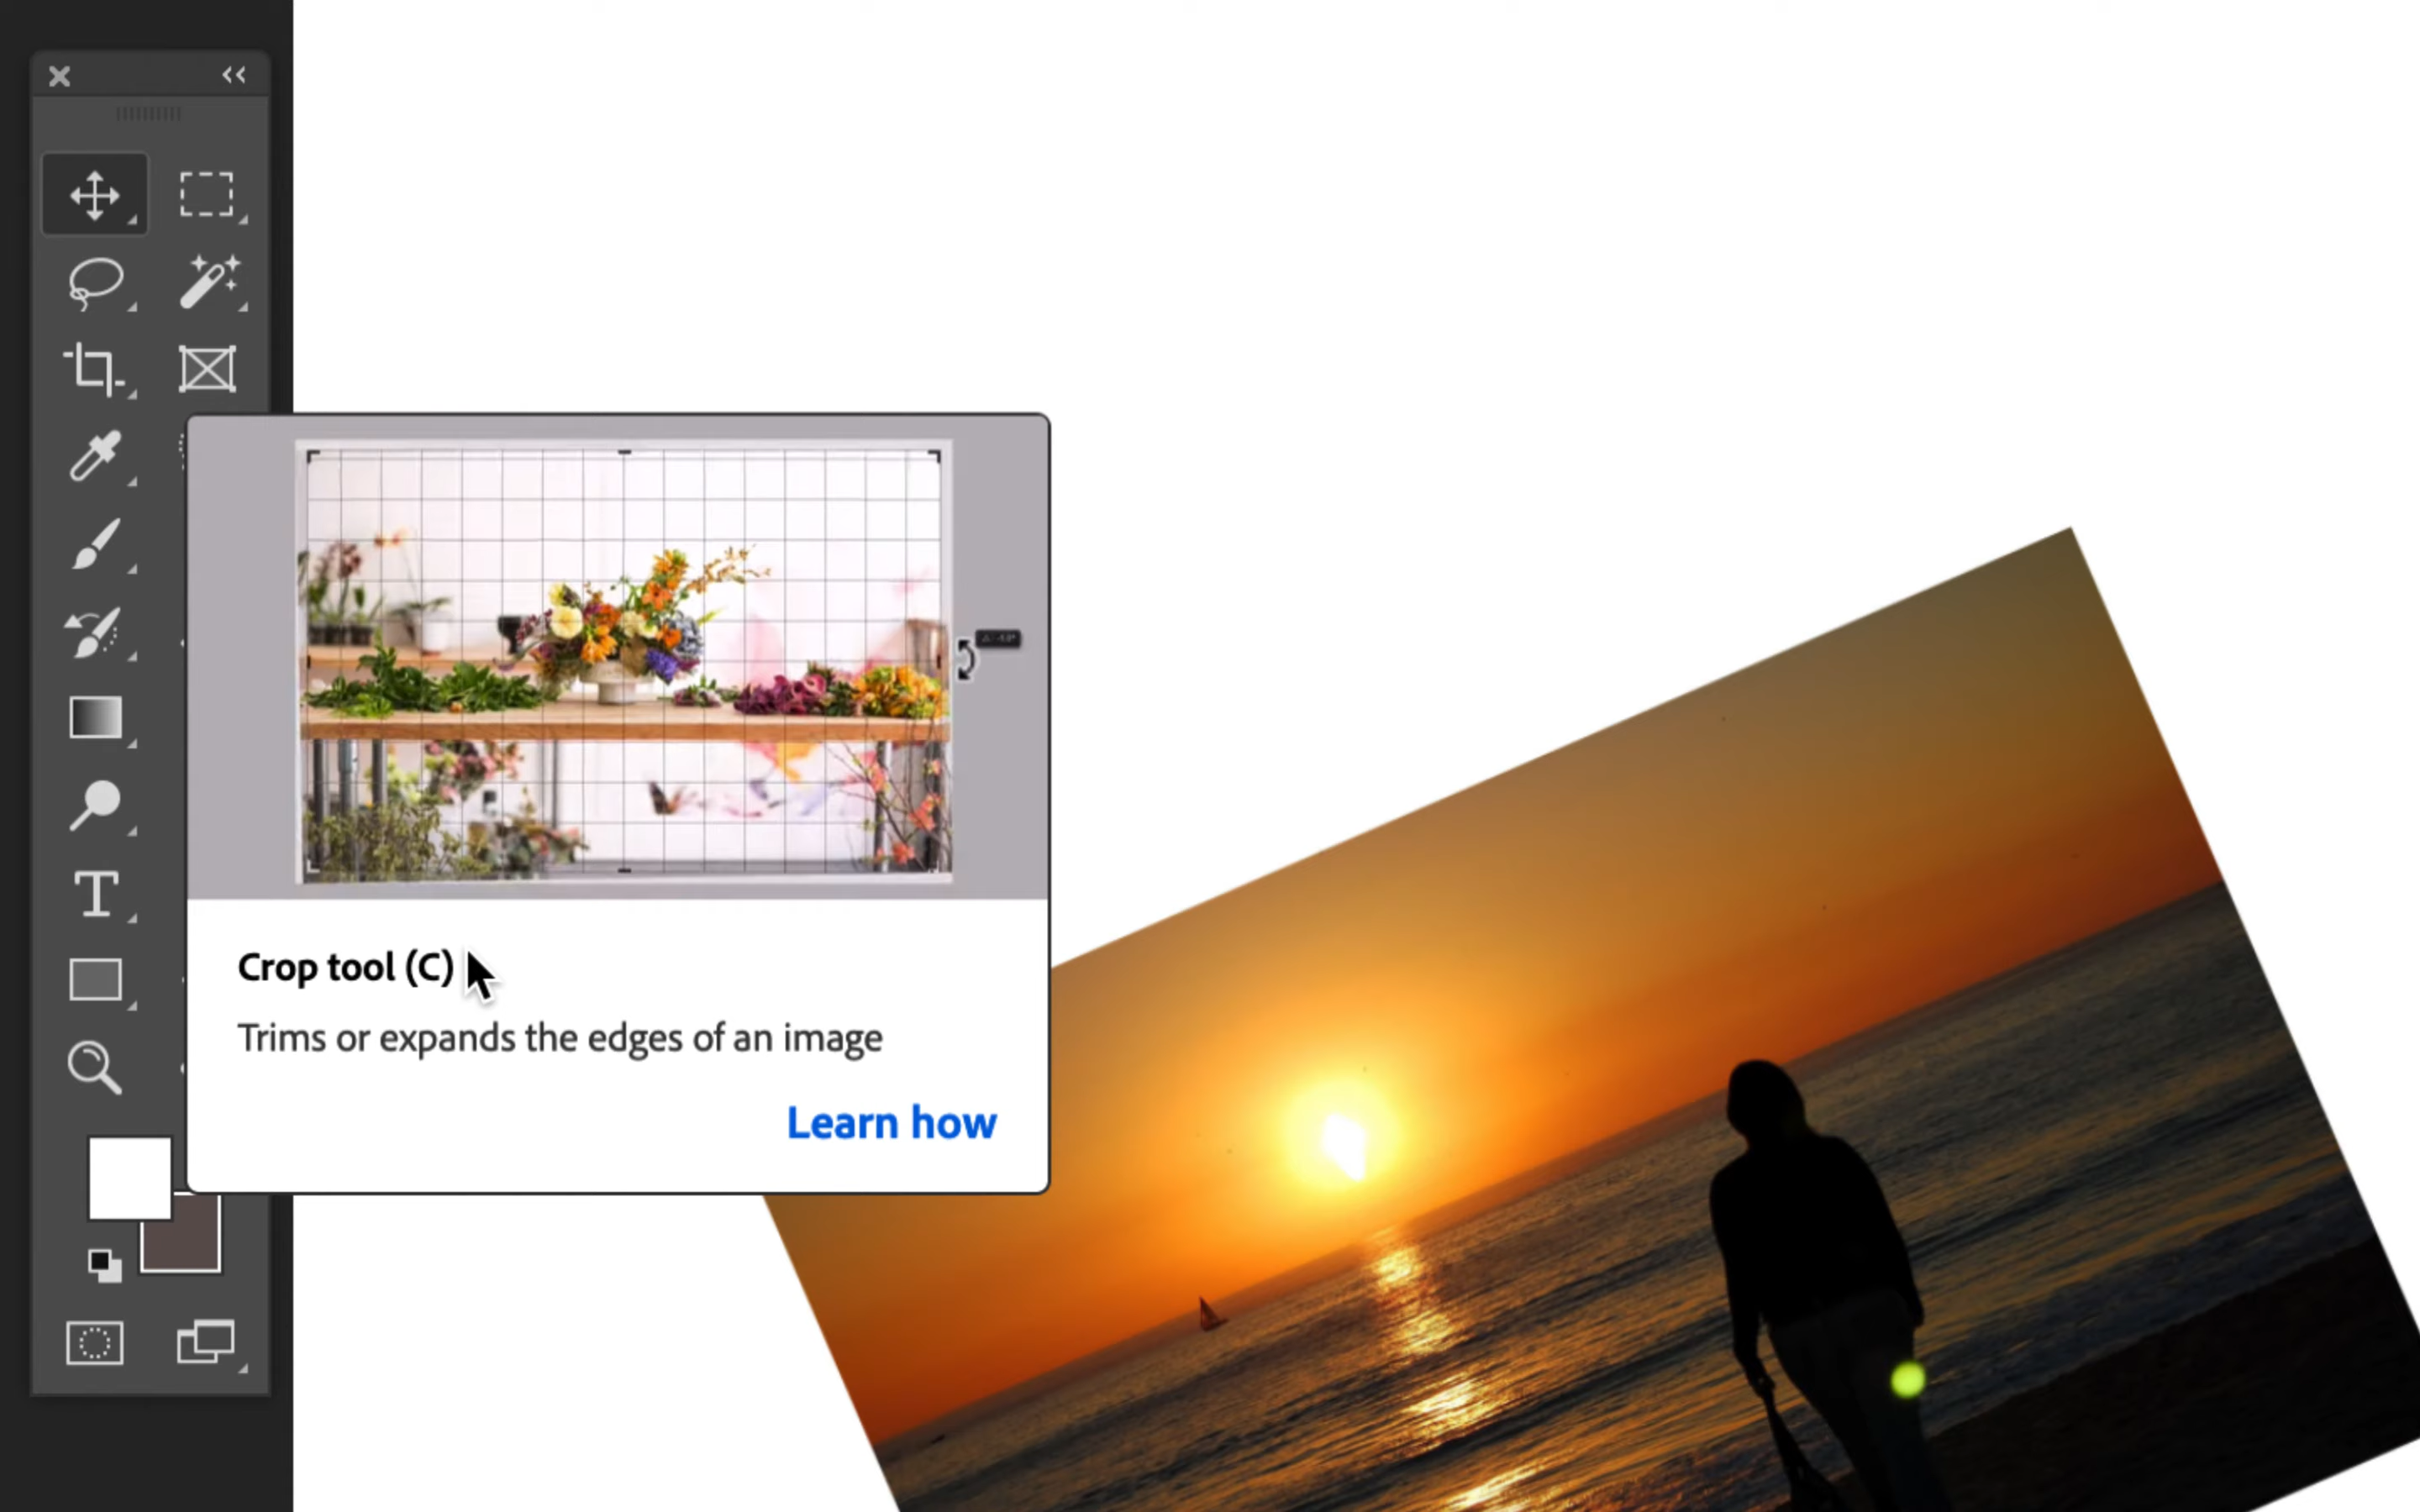 Crop tool (C)
Trims or expands the edges of an image
Learn how